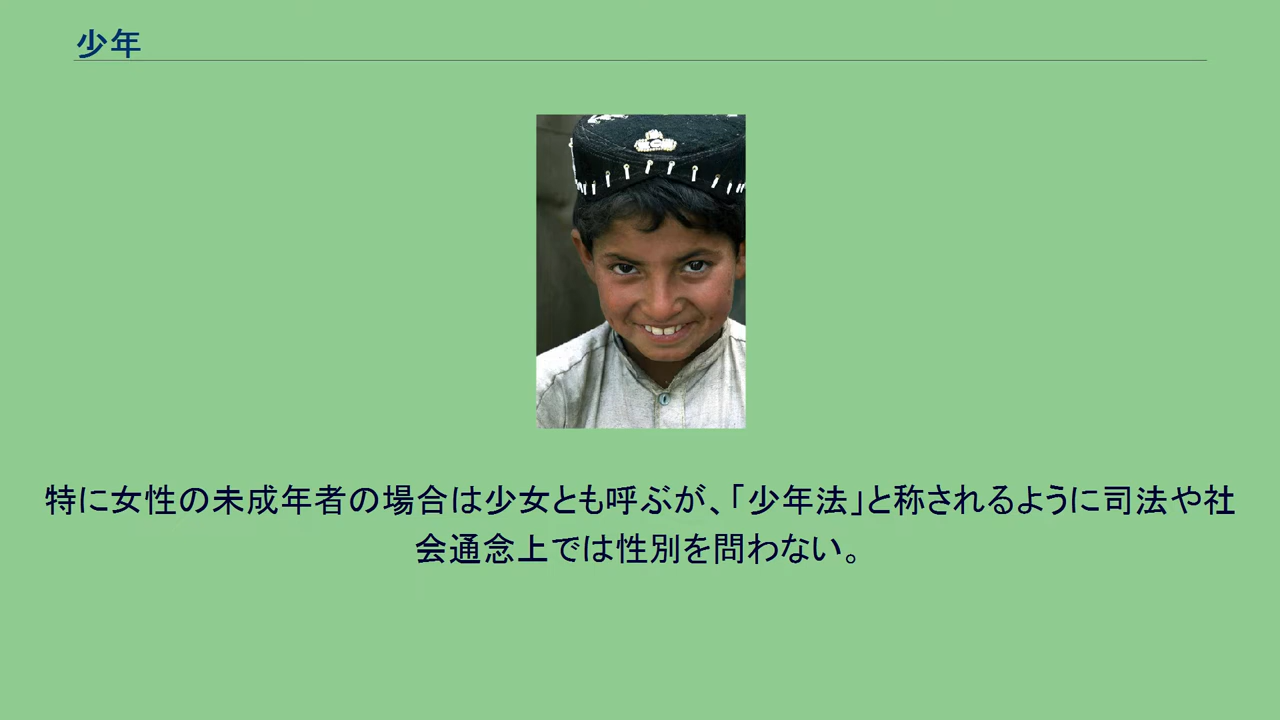 少年
特に女性の未成年者の場合は少女とも呼ぶが、「少年法」と称されるように司法や社
会通念上では性別を問わない。